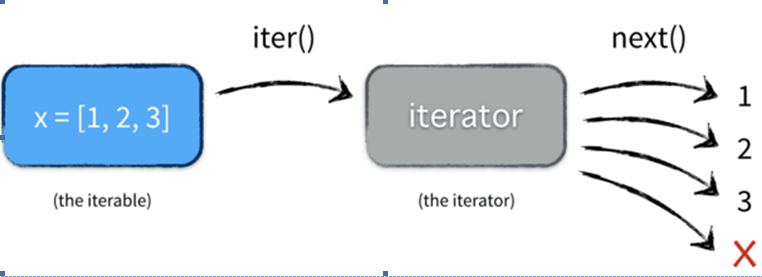 iter()
next()
x = [1, 2, 3]
iterator
1
2
3
X
(the iterable)
(the iterator)